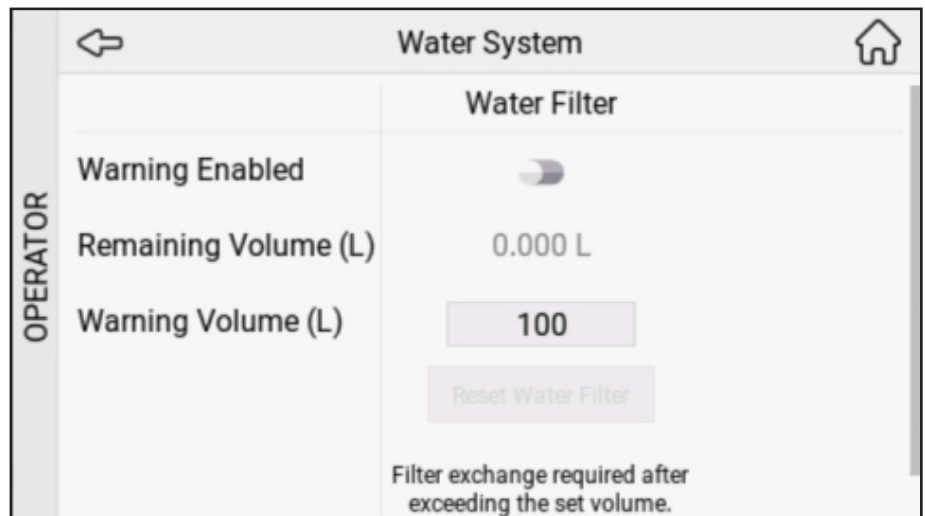 Water System
OPERATOR
Water Filter
Warning Enabled
Remaining Volume (L) 0.000 L
Warning Volume (L) 100
Reset Water Filter
Filter exchange required after
exceeding the set volume.